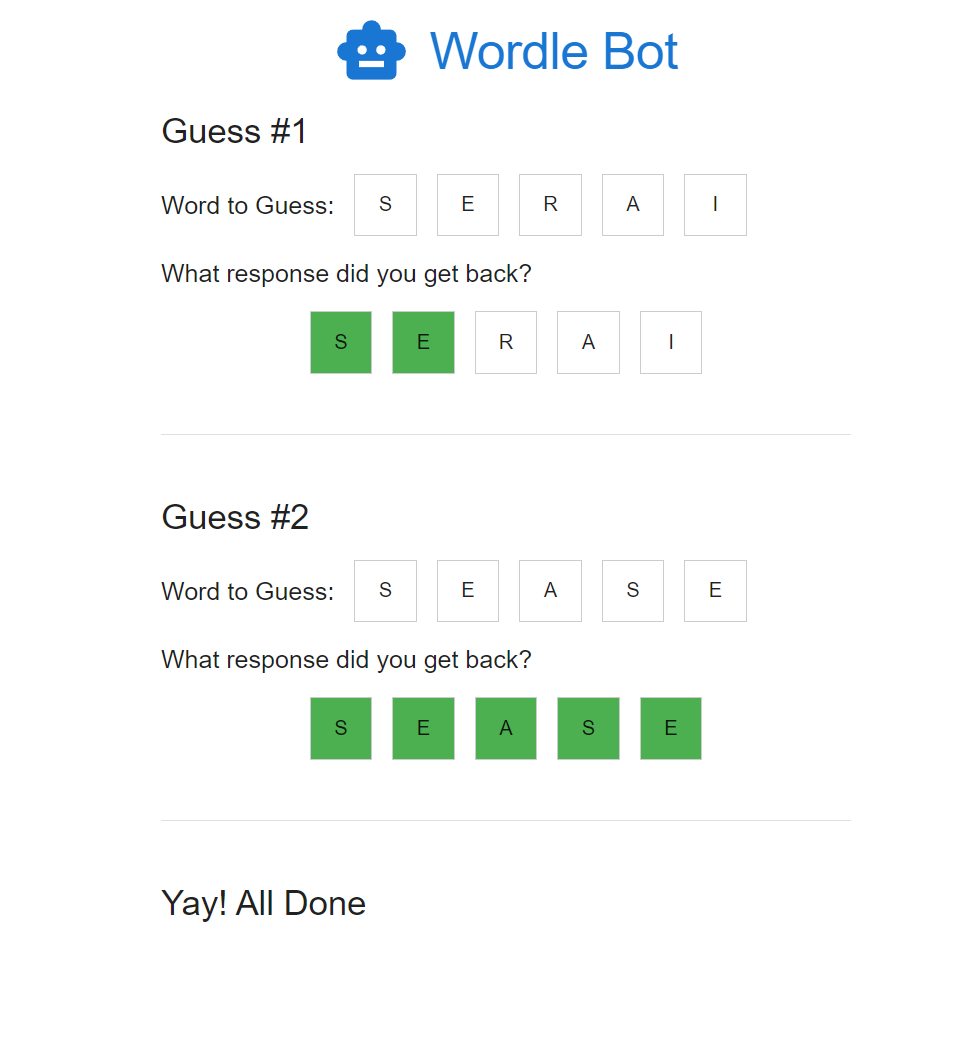 Wordle Bot
Guess #1
Word to Guess: S E R A I
What response did you get back?
S E R A I
Guess #2
Word to Guess: S E A S E
What response did you get back?
S E A S E
Yay! All Done